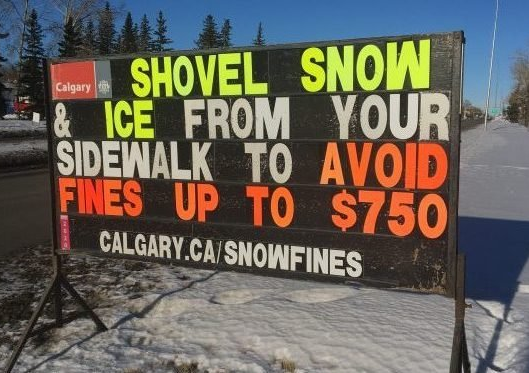 Calgary
SHOVEL SNOW
& ICE FROM YOUR
SIDEWALK TO AVOID
FINES UP TO $750
CALGARY.CA/SNOWFINES